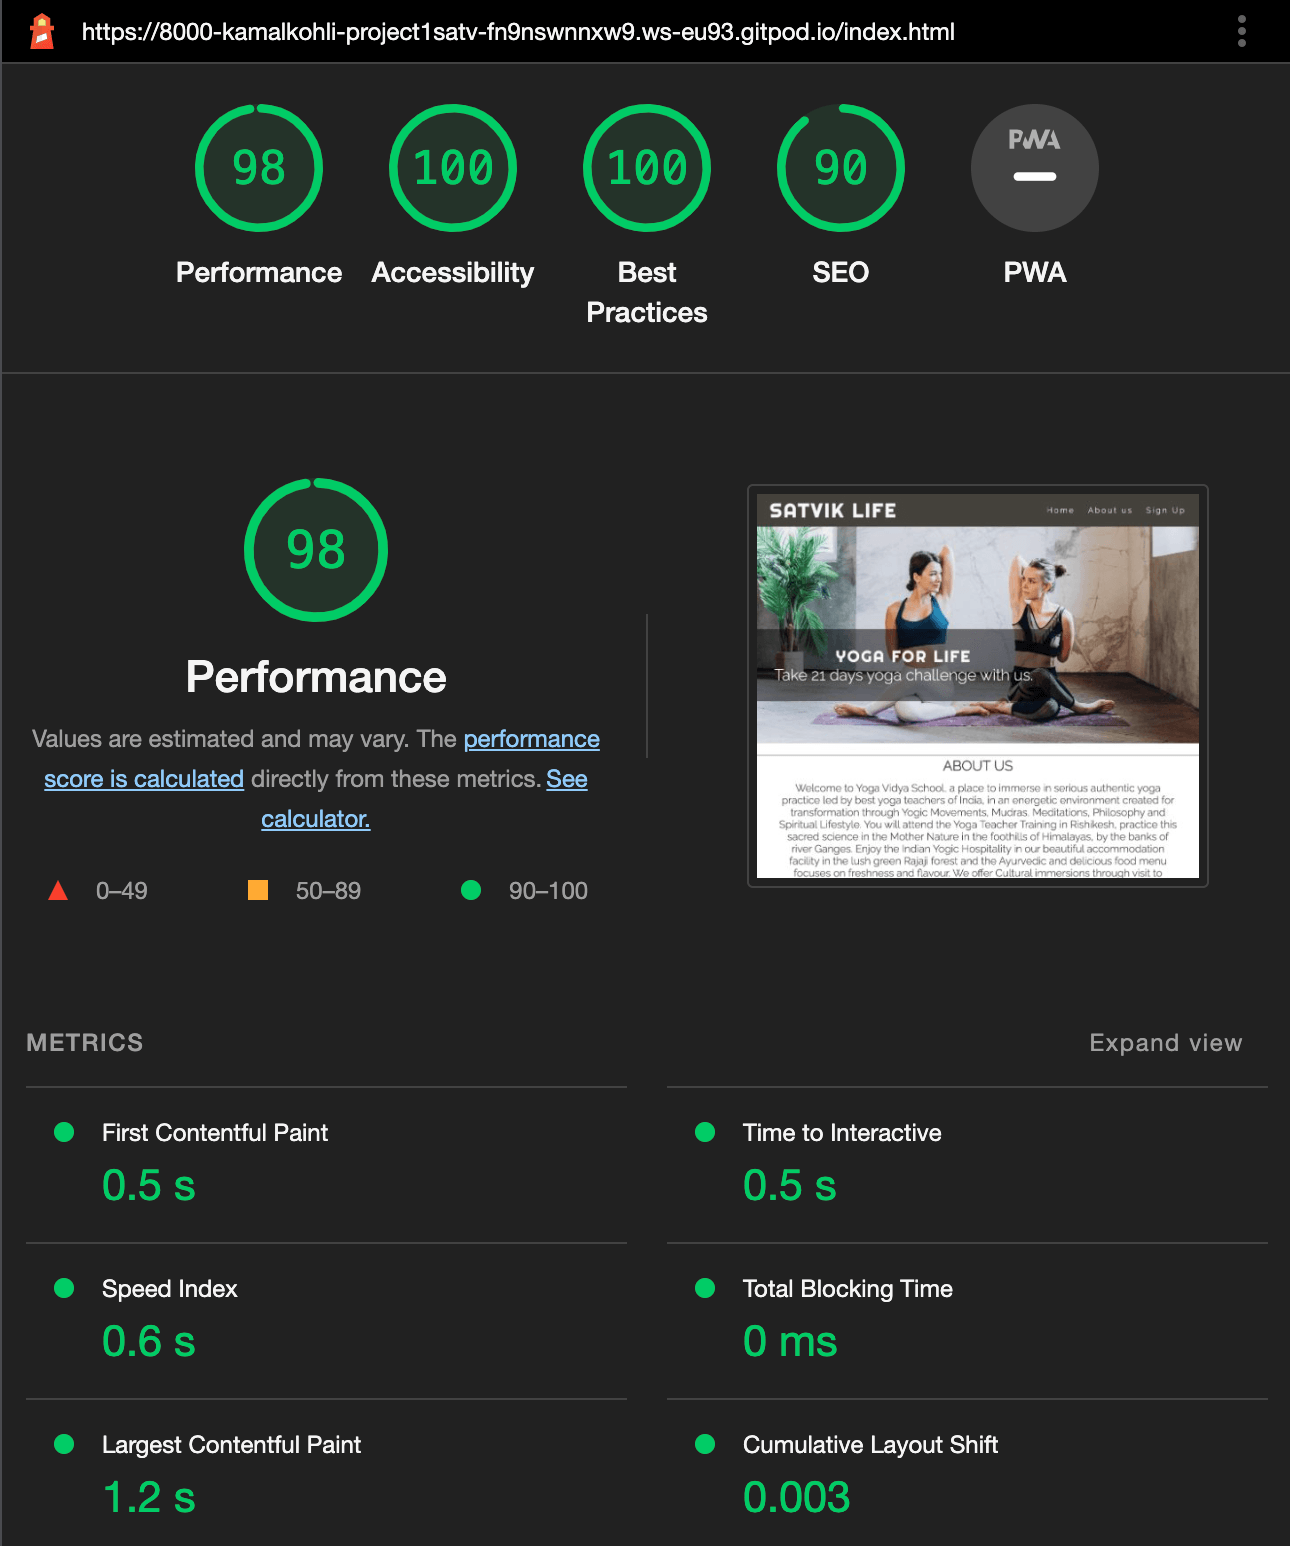 https://8000-kamalkohli-project1satv-fn9nswnnxw9.ws-eu93.gitpod.io/index.html
98
100
100
90
PWA
Performance
Accessibility
Best
Practices
SEO
PWA
98
Performance
Values are estimated and may vary. The performance
score is calculated directly from these metrics. See
calculator.
0–49
50–89
90–100
SATVIK LIFE
Home
About us
Sign Up
YOGA FOR LIFE
Take 21 days yoga challenge with us.
ABOUT US
Welcome to Yoga Vidya School, a place to immerse in serious authentic yoga
practice led by best yoga teachers of India, in an energetic environment created for
transformation through Yogic Movements, Mudras, Meditations, Philosophy and
Spiritual Lifestyle. You will attend the Yoga Teacher Training in Rishikesh, practice this
sacred science in the Mother Nature in the foothills of Himalayas, by the banks of
river Ganges. Enjoy the Indian Yogic Hospitality in our beautiful accommodation
facility in the lush green Rajaji forest and the Ayurvedic and delicious food menu
focuses on freshness and flavour. We offer Cultural immersions through visit to
METRICS
Expand view
First Contentful Paint
0.5 s
Time to Interactive
0.5 s
Speed Index
0.6 s
Total Blocking Time
0 ms
Largest Contentful Paint
1.2 s
Cumulative Layout Shift
0.003